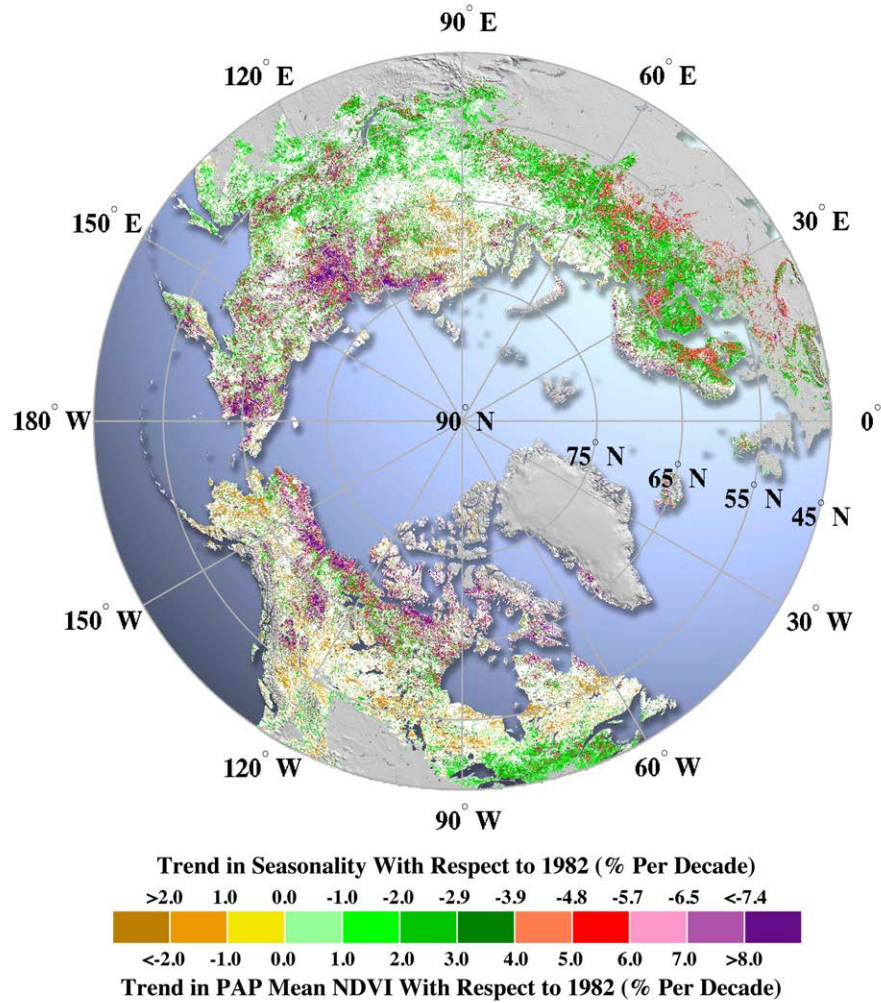 90° E
120° E
60° E
150° E
30° E
180° W
90° N
0°
75° N
65° N
55° N
45° N
150° W
30° W
120° W
60° W
90° W
Trend in Seasonality With Respect to 1982 (% Per Decade)
>2.0 1.0 0.0 -1.0 -2.0 -2.9 -3.9 -4.8 -5.7 -6.5 <-7.4
<-2.0 -1.0 0.0 1.0 2.0 3.0 4.0 5.0 6.0 7.0 >8.0
Trend in PAP Mean NDVI With Respect to 1982 (% Per Decade)